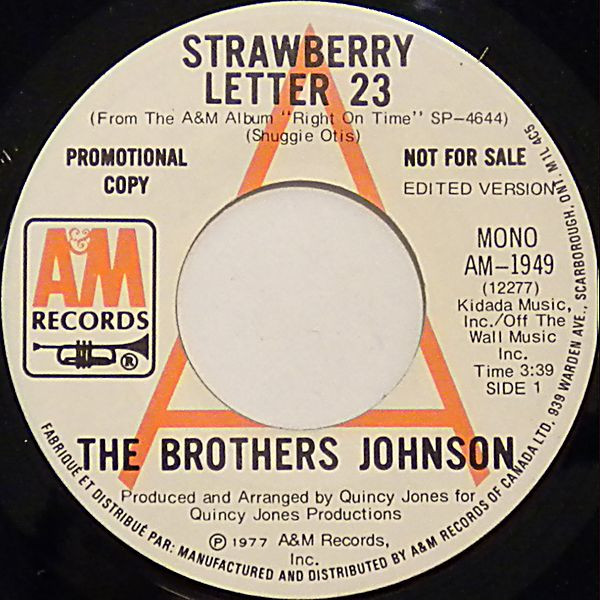 STRAWBERRY
LETTER 23
(From The A&M Album "Right On Time" SP-4644)
(Shuggie Otis)
PROMOTIONAL
COPY
NOT FOR SALE
EDITED VERSION
A&M
RECORDS
®
MONO
AM-1949
(12277)
Kidada Music,
Inc./Off The
Wall Music
Inc.
Time 3:39
SIDE 1
THE BROTHERS JOHNSON
Produced and Arranged by Quincy Jones for
Quincy Jones Productions
℗ 1977 A&M Records,
Inc.
FABRIQUÉ ET DISTRIBUÉ PAR: MANUFACTURED AND DISTRIBUTED BY A&M RECORDS OF CANADA LTD. 939 WARDEN AVE., SCARBOROUGH, ONT. M1L 4C5